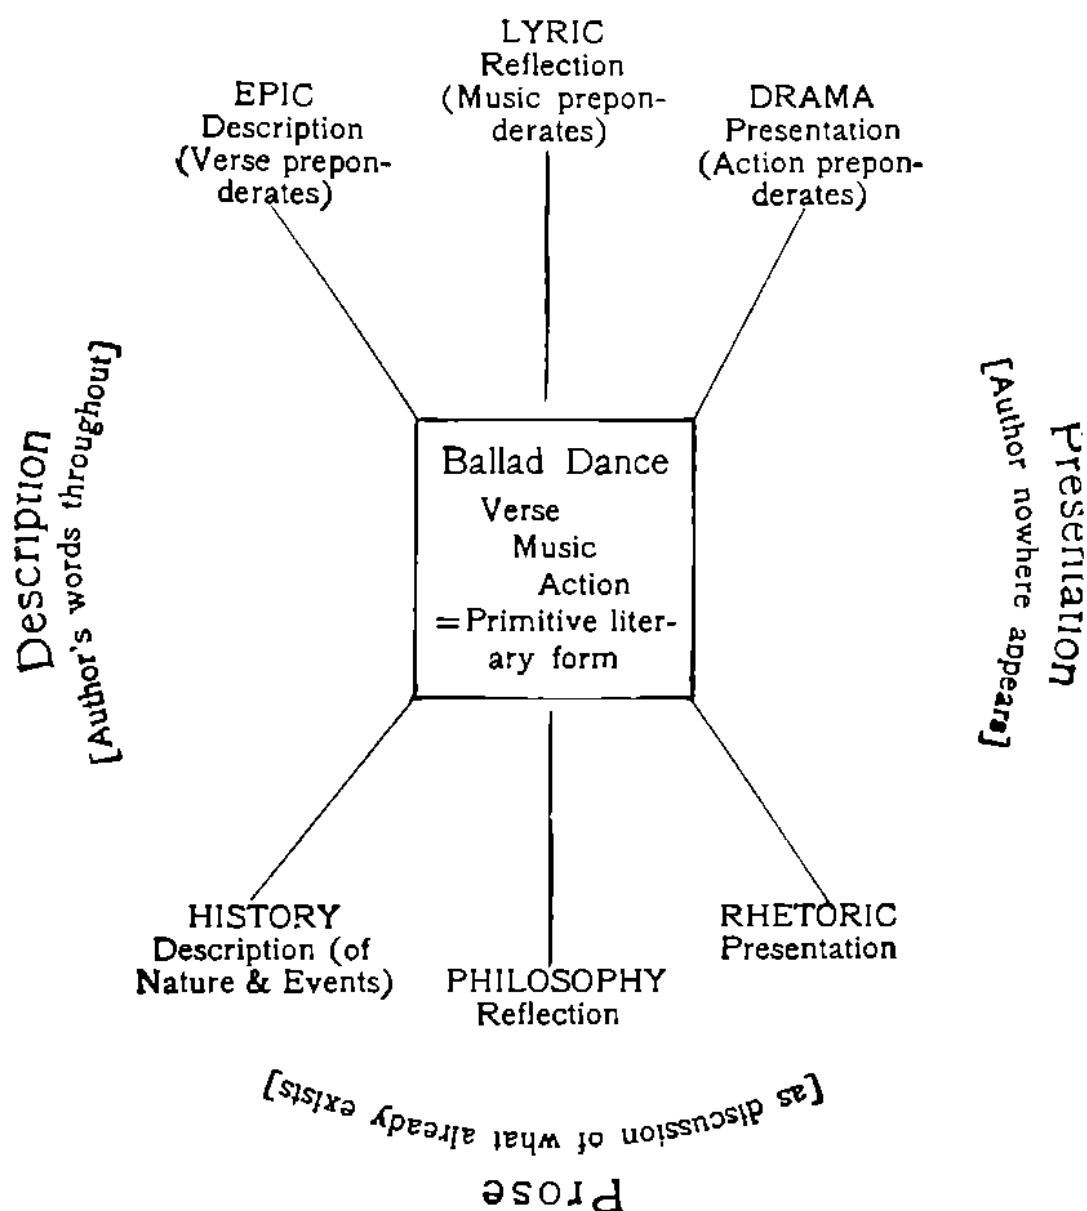 LYRIC
Reflection
(Music prepon-
derates)
EPIC
Description
(Verse prepon-
derates)
DRAMA
Presentation
(Action prepon-
derates)
Description
[Author's words throughout]
Ballad Dance
Verse
Music
Action
= Primitive liter-
ary form
Presentation
[Author nowhere appears]
HISTORY
Description (of
Nature & Events)
PHILOSOPHY
Reflection
RHETORIC
Presentation
[as discussion of what already exists]
Prose